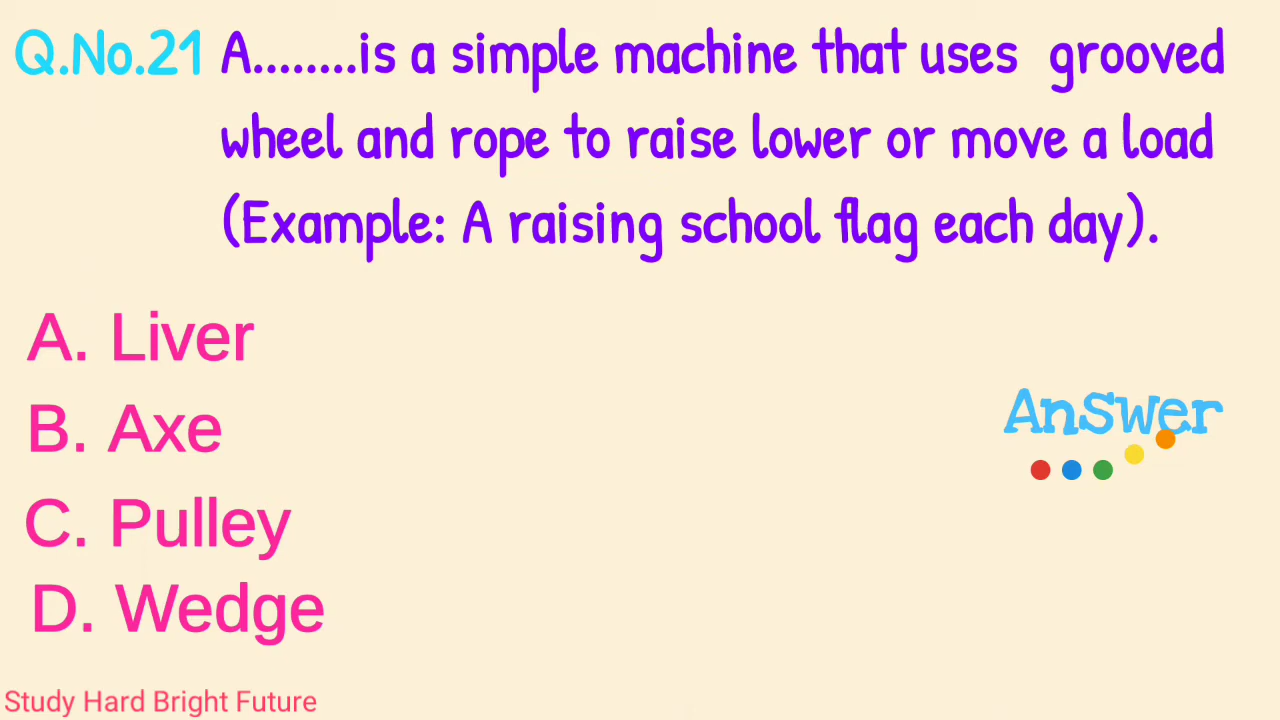 Q.No.21 A........is a simple machine that uses grooved
wheel and rope to raise lower or move a load
(Example: A raising school flag each day).
A. Liver
B. Axe
C. Pulley
D. Wedge
Answer
Study Hard Bright Future